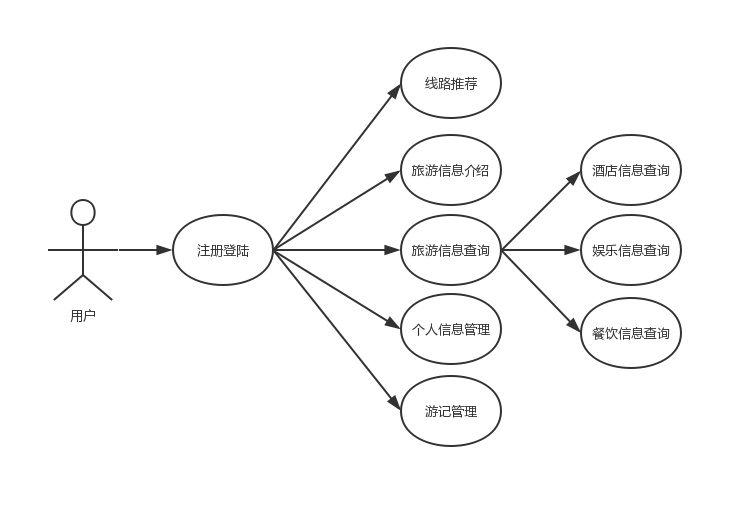 线路推荐
旅游信息介绍
酒店信息查询
注册登陆
旅游信息查询
娱乐信息查询
用户
个人信息管理
餐饮信息查询
游记管理